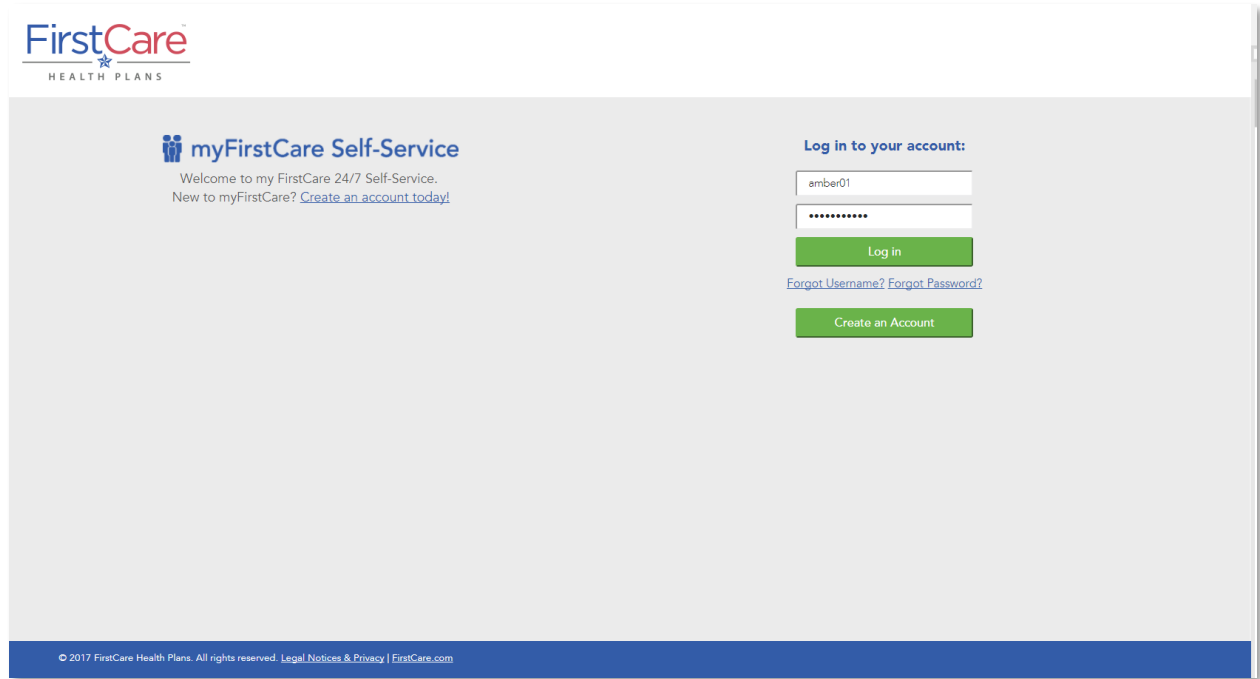 FirstCare™
HEALTH PLANS
myFirstCare Self-Service
Welcome to my FirstCare 24/7 Self-Service.
New to myFirstCare? Create an account today!
Log in to your account:
amber01
•••••••••••
Log in
Forgot Username? Forgot Password?
Create an Account
© 2017 FirstCare Health Plans. All rights reserved. Legal Notices & Privacy | FirstCare.com